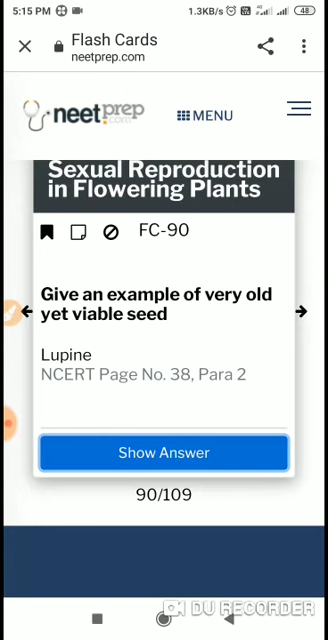 5:15 PM
1.3KB/s
4G
48
Flash Cards
neetprep.com
neetprep
.com
MENU
Sexual Reproduction
in Flowering Plants
FC-90
Give an example of very old
yet viable seed
Lupine
NCERT Page No. 38, Para 2
Show Answer
90/109
DU RECORDER